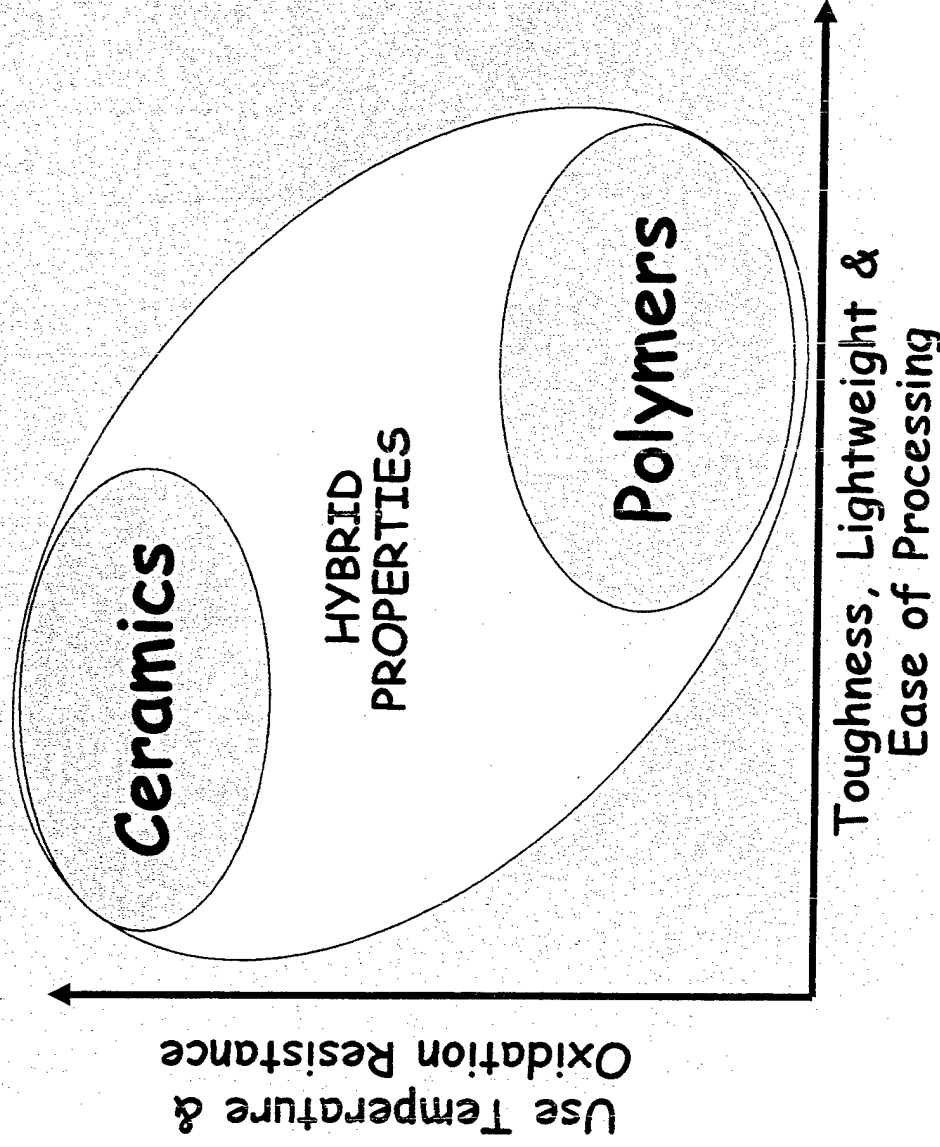 Use Temperature &
Oxidation Resistance
Ceramics
HYBRID
PROPERTIES
Polymers
Toughness, Lightweight &
Ease of Processing